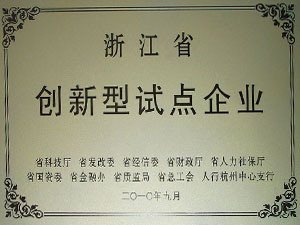 浙江省
创新型试点企业
省科技厅 省发改委 省经信委 省财政厅 省人力社保厅
省国资委 省金融办 省质监局 省总工会 人行杭州中心支行
二〇一〇年九月